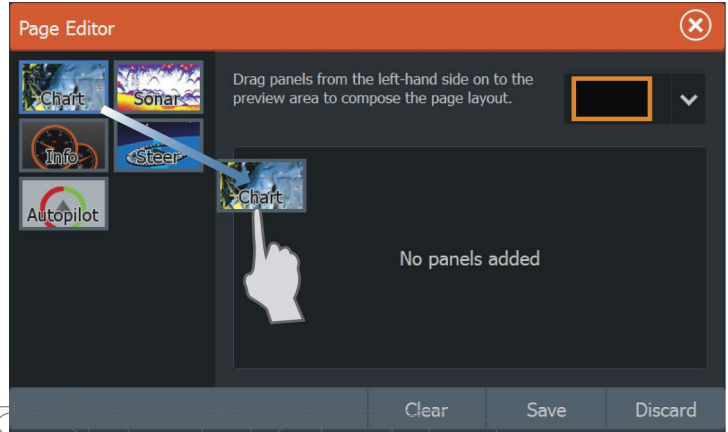 Page Editor
Chart
Sonar
Info
Steer
Autopilot
Drag panels from the left-hand side on to the
preview area to compose the page layout.
Chart
No panels added
Clear
Save
Discard